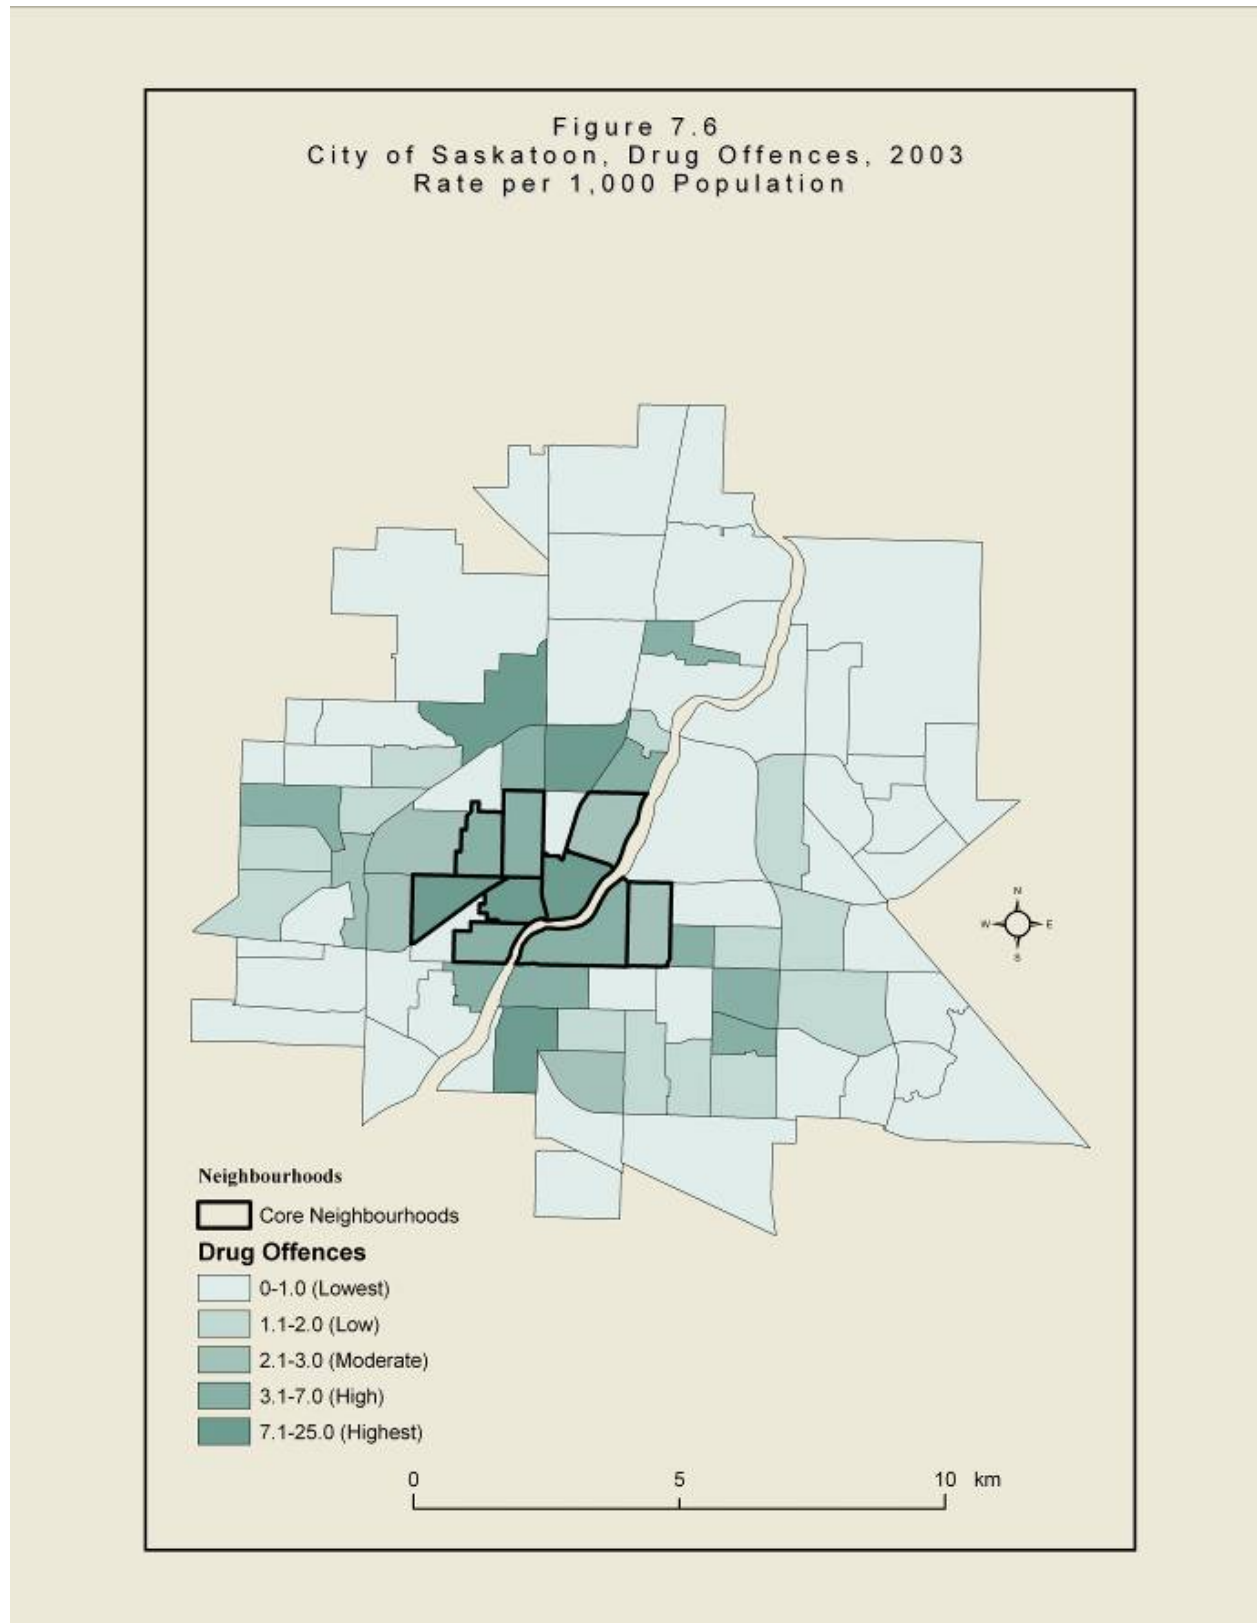 Figure 7.6
City of Saskatoon, Drug Offences, 2003
Rate per 1,000 Population
N
W E
S
Neighbourhoods
Core Neighbourhoods
Drug Offences
0-1.0 (Lowest)
1.1-2.0 (Low)
2.1-3.0 (Moderate)
3.1-7.0 (High)
7.1-25.0 (Highest)
0 5 10 km